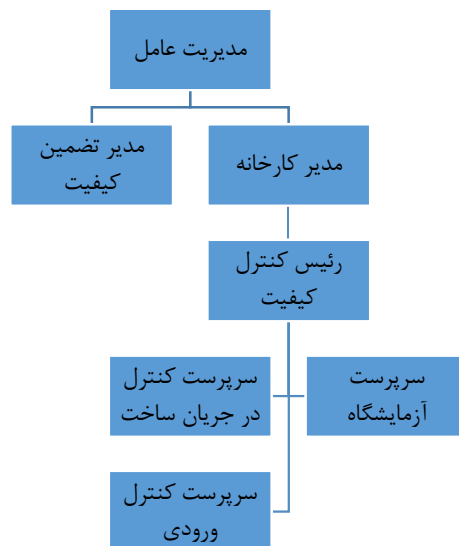 مدیریت عامل
مدیر کارخانه
مدیر تضمین
کیفیت
رئیس کنترل
کیفیت
سرپرست
آزمایشگاه
سرپرست کنترل
در جریان ساخت
سرپرست کنترل
ورودی